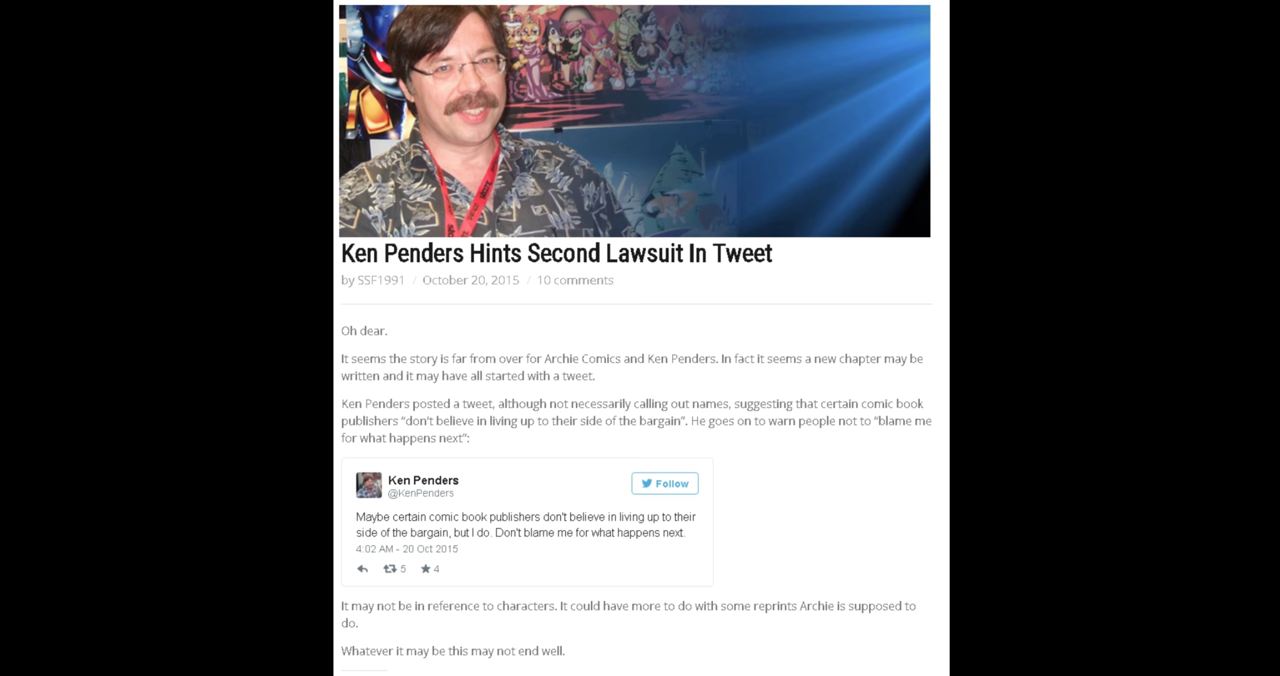 Ken Penders Hints Second Lawsuit In Tweet
by SSF1991 / October 20, 2015 / 10 comments
Oh dear.
It seems the story is far from over for Archie Comics and Ken Penders. In fact it seems a new chapter may be
written and it may have all started with a tweet.
Ken Penders posted a tweet, although not necessarily calling out names, suggesting that certain comic book
publishers “don’t believe in living up to their side of the bargain”. He goes on to warn people not to “blame me
for what happens next”:
Ken Penders
@KenPenders
Follow
Maybe certain comic book publishers don't believe in living up to their
side of the bargain, but I do. Don't blame me for what happens next.
4:02 AM - 20 Oct 2015
5 4
It may not be in reference to characters. It could have more to do with some reprints Archie is supposed to
do.
Whatever it may be this may not end well.